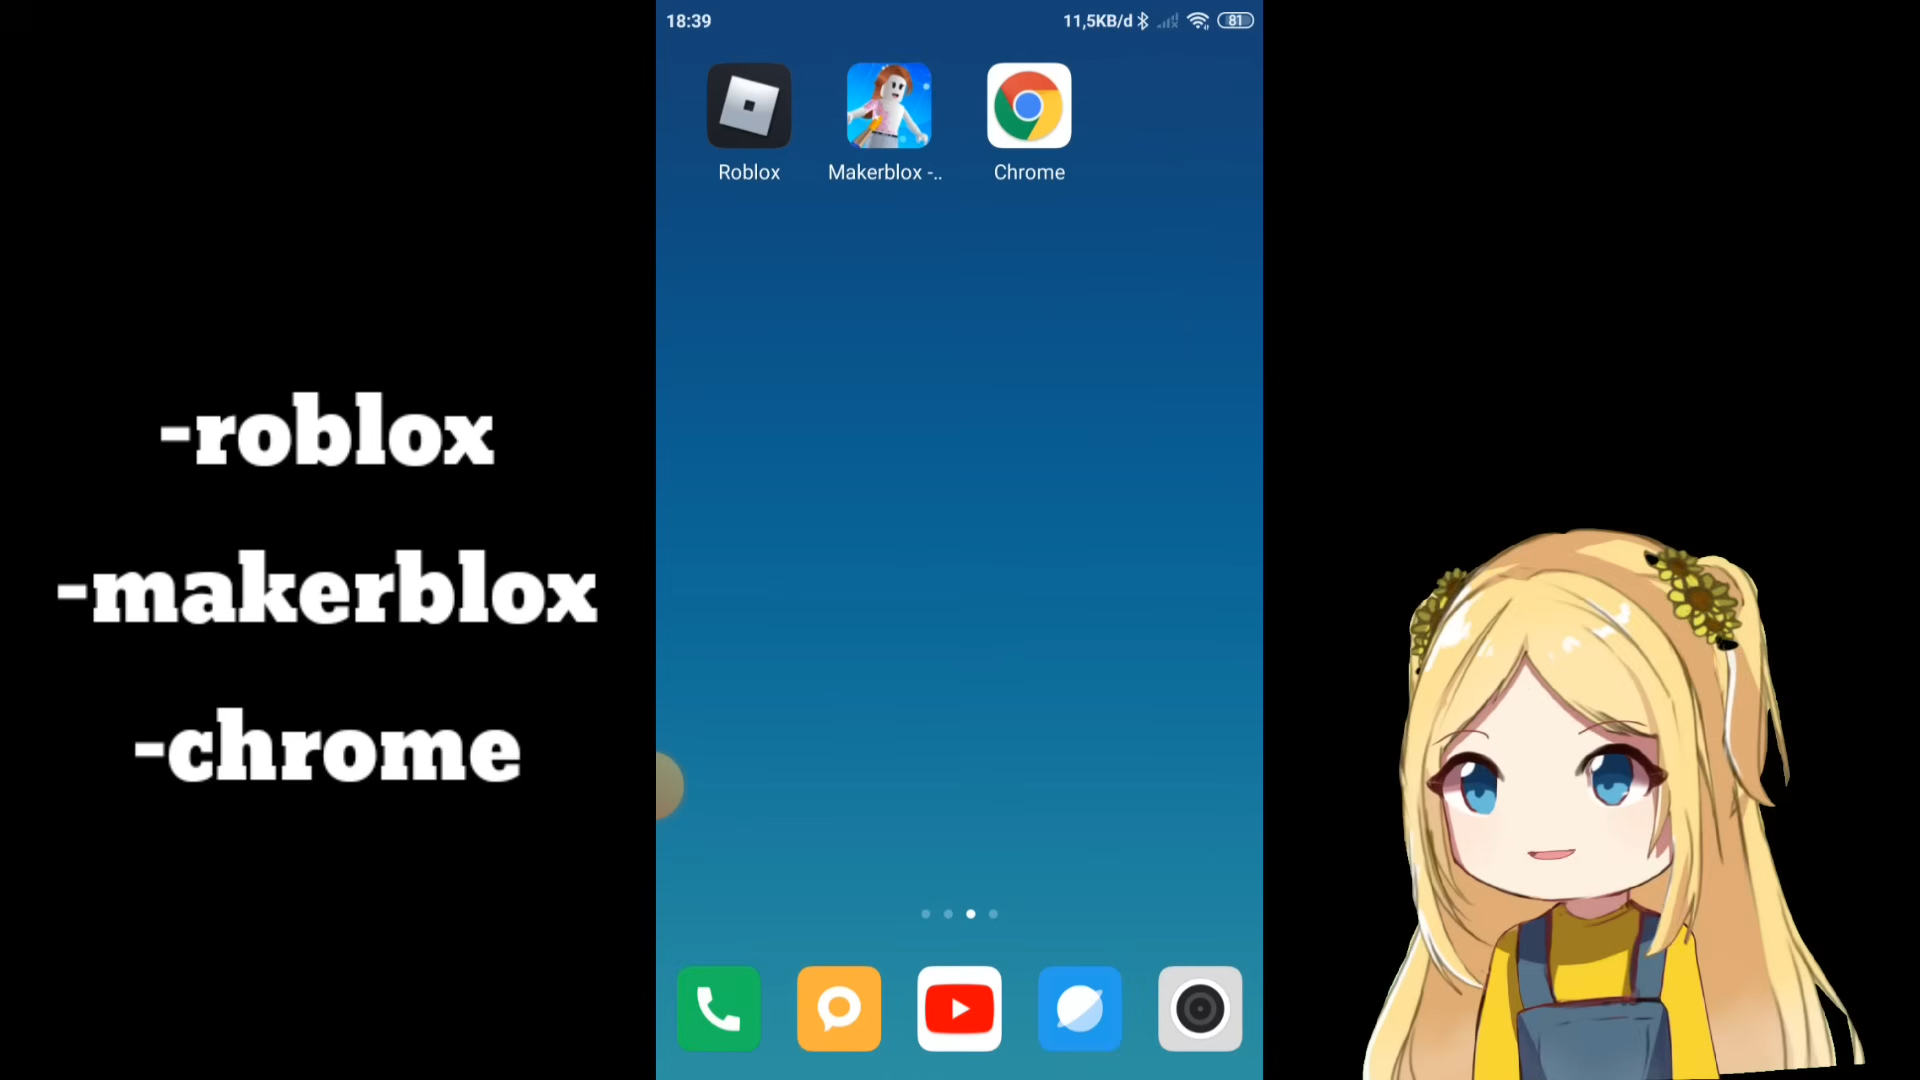 18:39
11,5KB/d
81
Roblox
Makerblox -..
Chrome
-roblox
-makerblox
-chrome